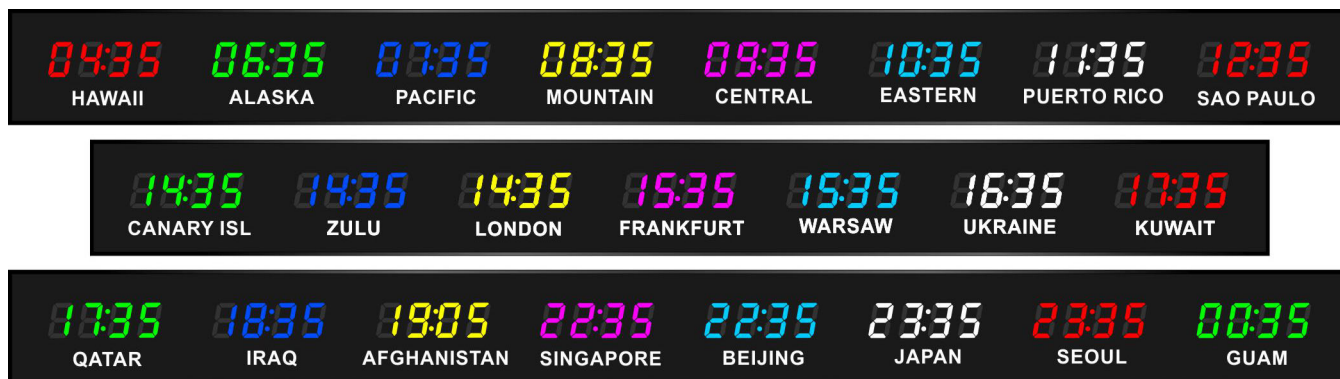 04:35 06:35 07:35 08:35 09:35 10:35 11:35 12:35
HAWAII ALASKA PACIFIC MOUNTAIN CENTRAL EASTERN PUERTO RICO SAO PAULO
14:35 14:35 14:35 15:35 15:35 16:35 17:35
CANARY ISL ZULU LONDON FRANKFURT WARSAW UKRAINE KUWAIT
17:35 18:35 19:05 22:35 22:35 23:35 23:35 00:35
QATAR IRAQ AFGHANISTAN SINGAPORE BEIJING JAPAN SEOUL GUAM